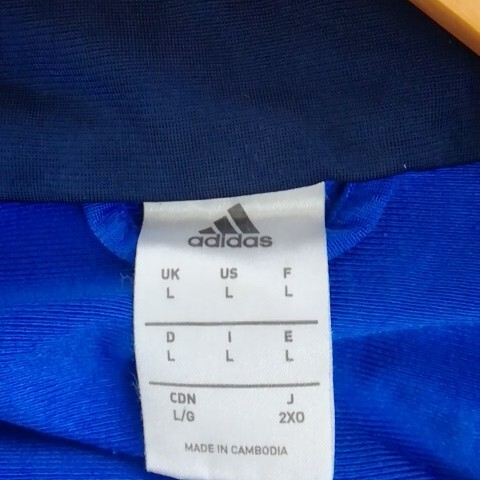 adidas
UK US F
L L L
D I E
L L L
CDN J
L/G 2XO
MADE IN CAMBODIA